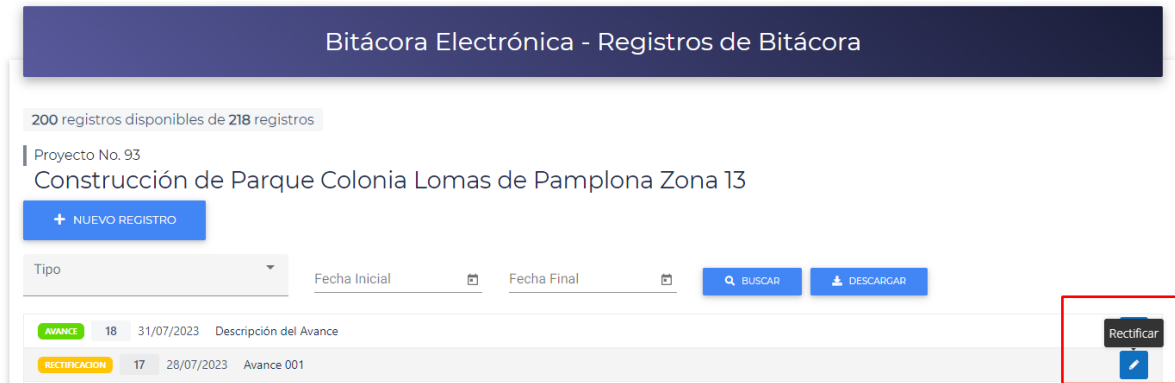 Bitácora Electrónica - Registros de Bitácora
200 registros disponibles de 218 registros
Proyecto No. 93
Construcción de Parque Colonia Lomas de Pamplona Zona 13
+ NUEVO REGISTRO
Tipo Fecha Inicial Fecha Final BUSCAR DESCARGAR
AVANCE 18 31/07/2023 Descripción del Avance Rectificar
RECTIFICACION 17 28/07/2023 Avance 001